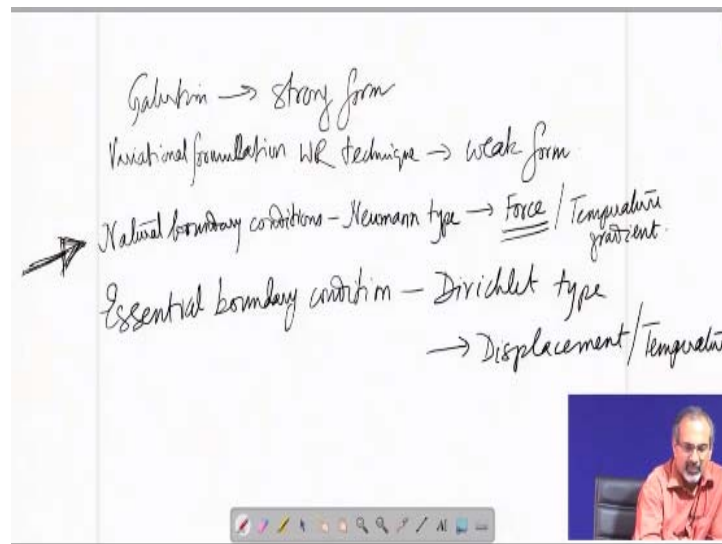 Galerkin → strong form
Variational formulation WR technique → weak form
Natural boundary conditions - Neumann type → Force / Temperature gradient.
Essential boundary condition - Dirichlet type
→ Displacement / Temperatu